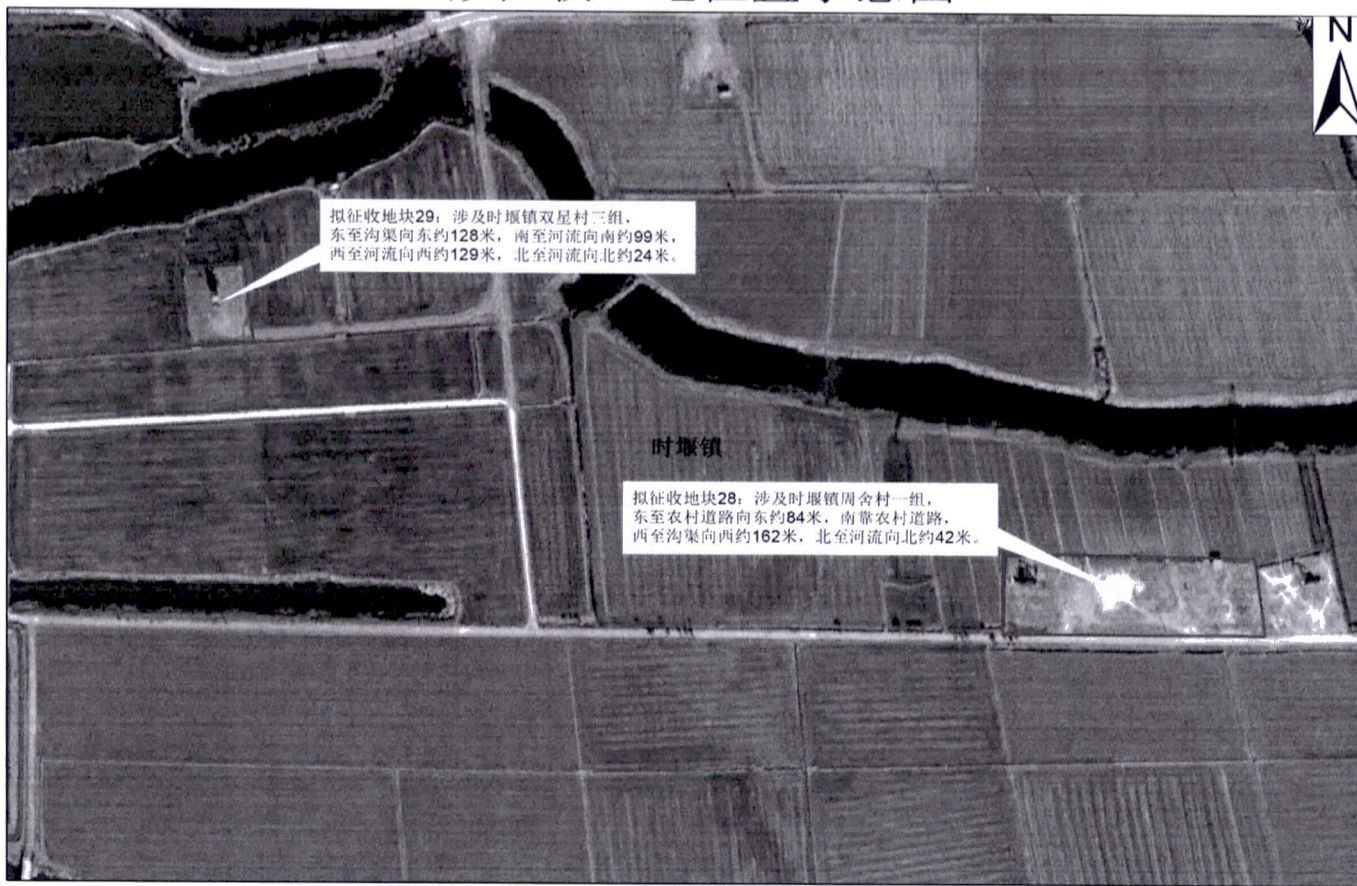 N
拟征收地块29：涉及时堰镇双星村三组，
东至沟渠向东约128米，南至河流向南约99米，
西至河流向西约129米，北至河流向北约24米。
时堰镇
拟征收地块28：涉及时堰镇周舍村一组，
东至农村道路向东约84米，南靠农村道路，
西至沟渠向西约162米，北至河流向北约42米。